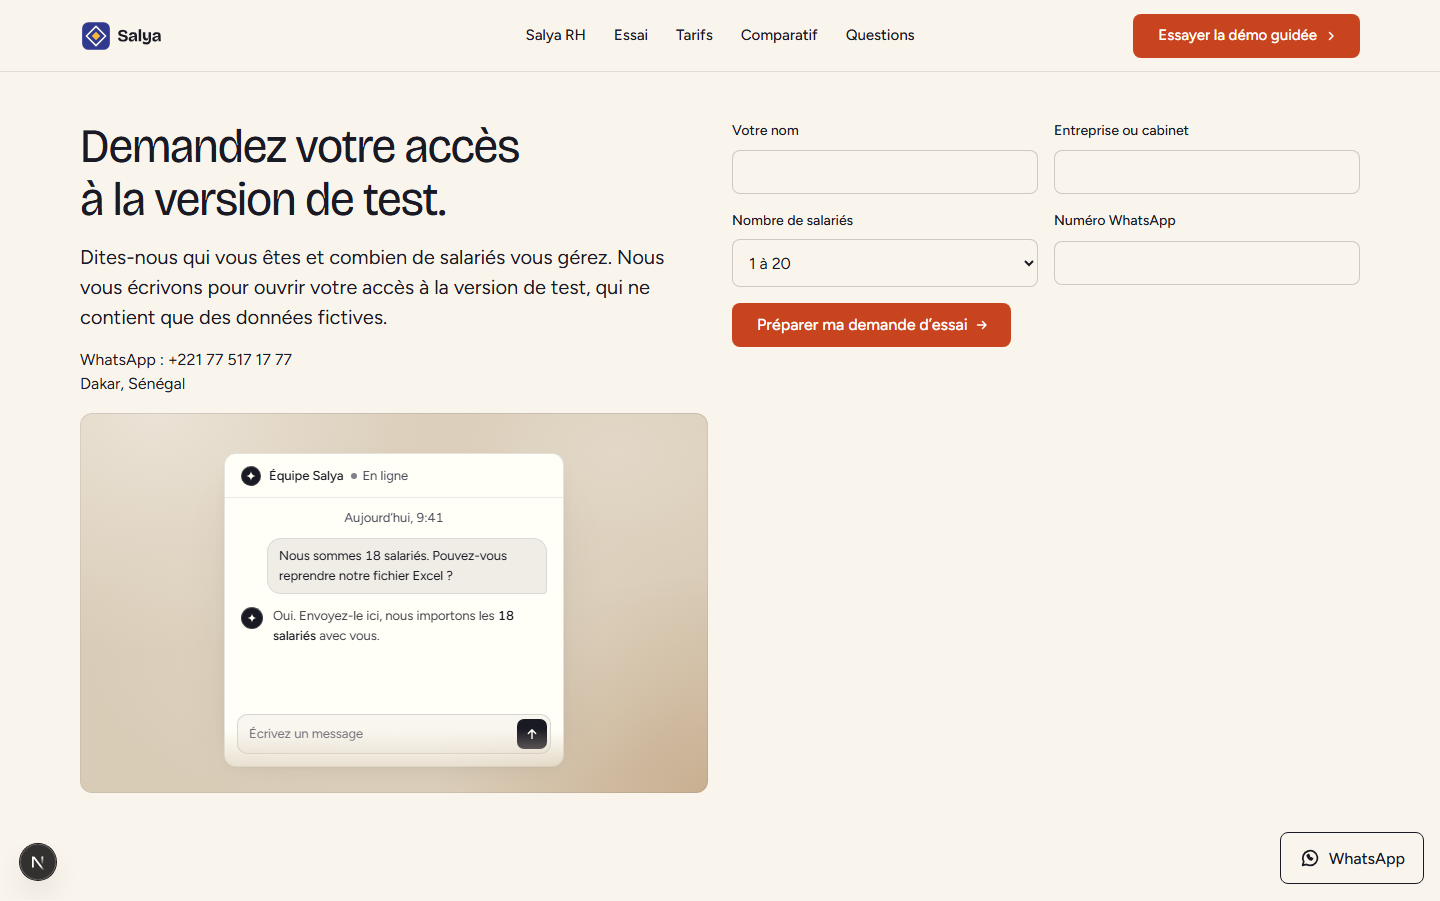 Salya
Salya RH
Essai
Tarifs
Comparatif
Questions
Essayer la démo guidée
Demandez votre accès
à la version de test.
Dites-nous qui vous êtes et combien de salariés vous gérez. Nous
vous écrivons pour ouvrir votre accès à la version de test, qui ne
contient que des données fictives.
WhatsApp : +221 77 517 17 77
Dakar, Sénégal
Équipe Salya
En ligne
Aujourd’hui, 9:41
Nous sommes 18 salariés. Pouvez-vous
reprendre notre fichier Excel ?
Oui. Envoyez-le ici, nous importons les 18
salariés avec vous.
Écrivez un message
Votre nom
Entreprise ou cabinet
Nombre de salariés
Numéro WhatsApp
1 à 20
Préparer ma demande d’essai
N
WhatsApp